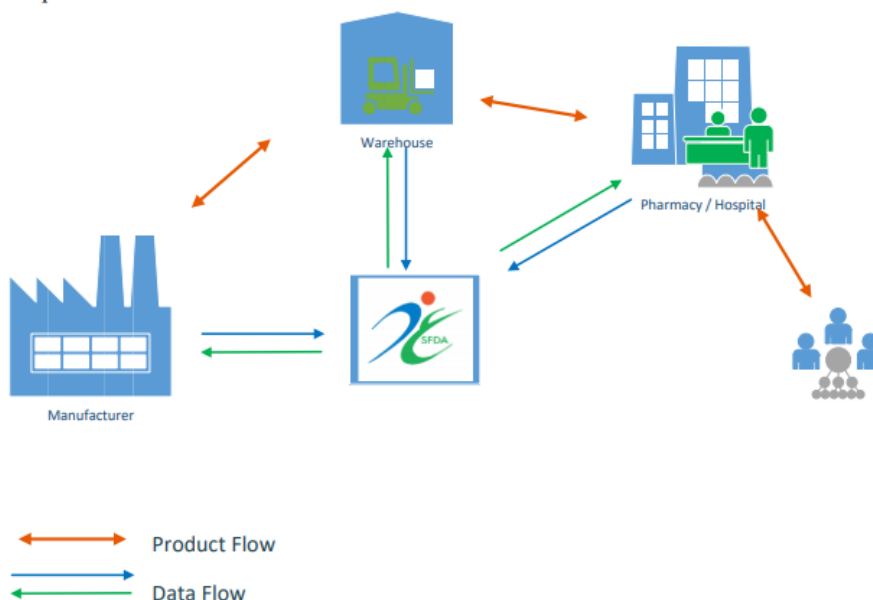 Warehouse
Pharmacy / Hospital
SFDA
Manufacturer
Product Flow
Data Flow